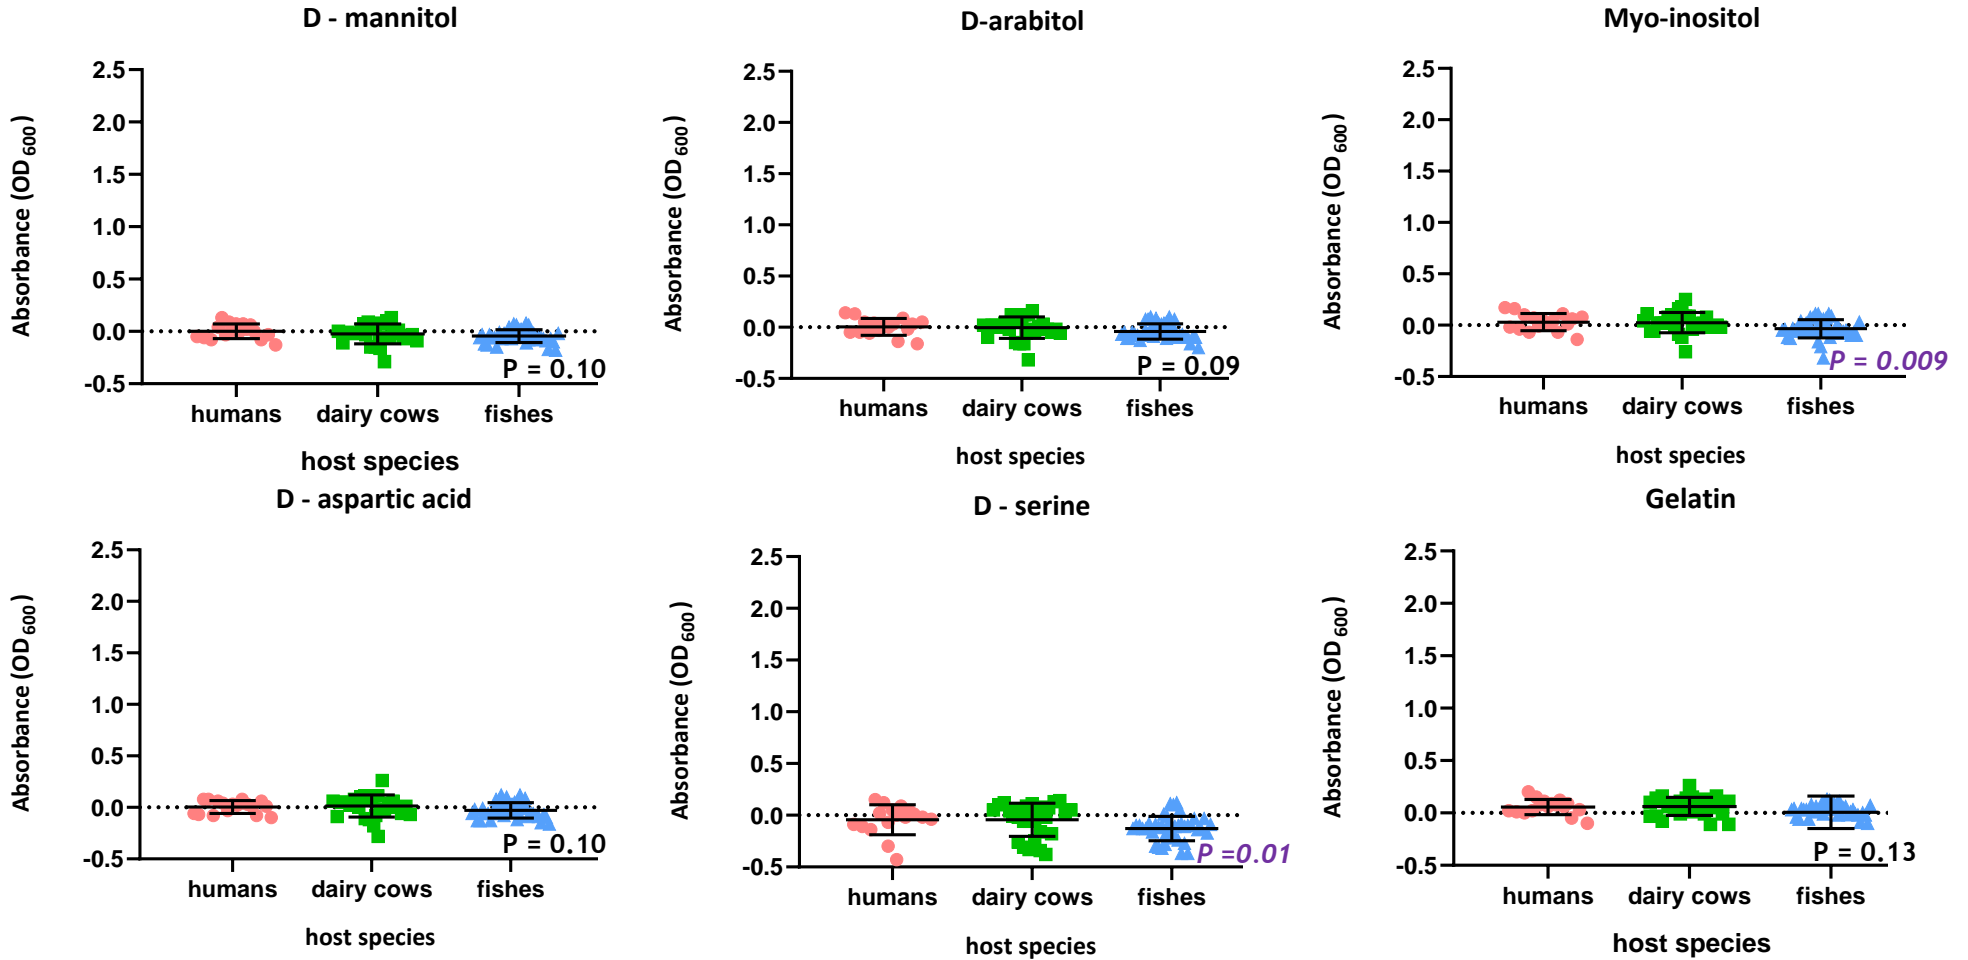 D - mannitol
Absorbance (OD600)
2.5
2.0
1.5
1.0
0.5
0.0
-0.5
P = 0.10
humans dairy cows fishes
host species
D-arabitol
Absorbance (OD600)
2.5
2.0
1.5
1.0
0.5
0.0
-0.5
P = 0.09
humans dairy cows fishes
host species
Myo-inositol
Absorbance (OD600)
2.5
2.0
1.5
1.0
0.5
0.0
-0.5
P = 0.009
humans dairy cows fishes
host species
D - aspartic acid
Absorbance (OD600)
2.5
2.0
1.5
1.0
0.5
0.0
-0.5
P = 0.10
humans dairy cows fishes
host species
D - serine
Absorbance (OD600)
2.5
2.0
1.5
1.0
0.5
0.0
-0.5
P =0.01
humans dairy cows fishes
host species
Gelatin
Absorbance (OD600)
2.5
2.0
1.5
1.0
0.5
0.0
-0.5
P = 0.13
humans dairy cows fishes
host species